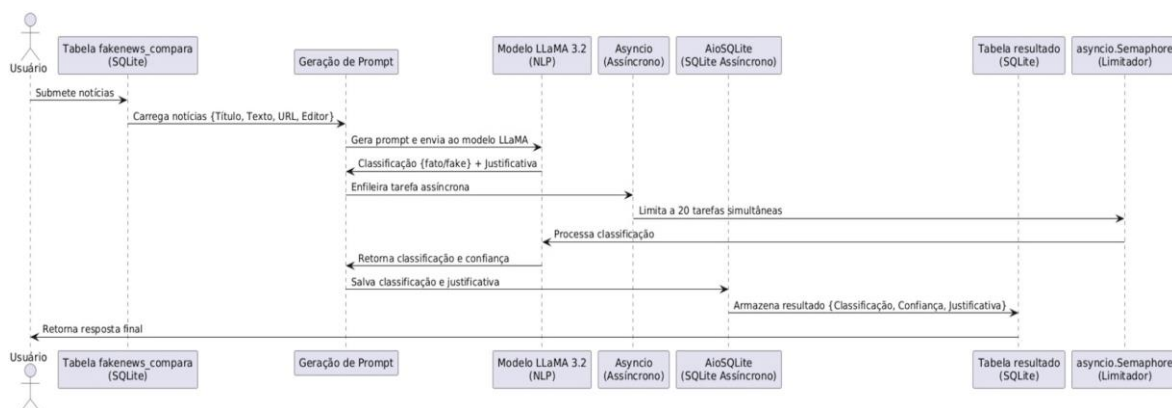 Usuário
Tabela fakenews_compara
(SQLite)
Geração de Prompt
Modelo LLaMA 3.2
(NLP)
Asyncio
(Assíncrono)
AioSQLite
(SQLite Assíncrono)
Tabela resultado
(SQLite)
asyncio.Semaphore
(Limitador)
Submete notícias
Carrega notícias {Título, Texto, URL, Editor}
Gera prompt e envia ao modelo LLaMA
Classificação {fato/fake} + Justificativa
Enfileira tarefa assíncrona
Limita a 20 tarefas simultâneas
Processa classificação
Retorna classificação e confiança
Salva classificação e justificativa
Armazena resultado {Classificação, Confiança, Justificativa}
Retorna resposta final
Usuário
Tabela fakenews_compara
(SQLite)
Geração de Prompt
Modelo LLaMA 3.2
(NLP)
Asyncio
(Assíncrono)
AioSQLite
(SQLite Assíncrono)
Tabela resultado
(SQLite)
asyncio.Semaphore
(Limitador)